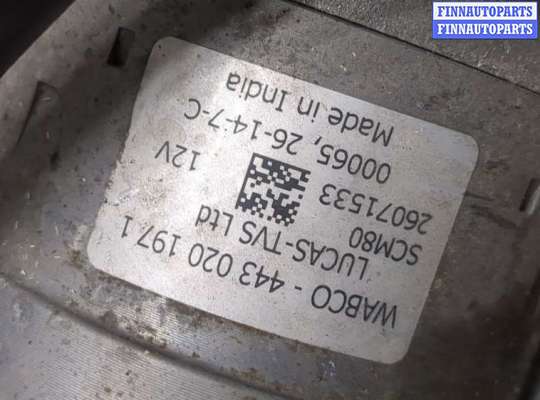 FINNAUTOPARTS
FINNAUTOPARTS
WABCO - 443 020 197 1
LUCAS-TVS Ltd
SCM80
26071533
12V
00065, 26-14-7-C
Made in India